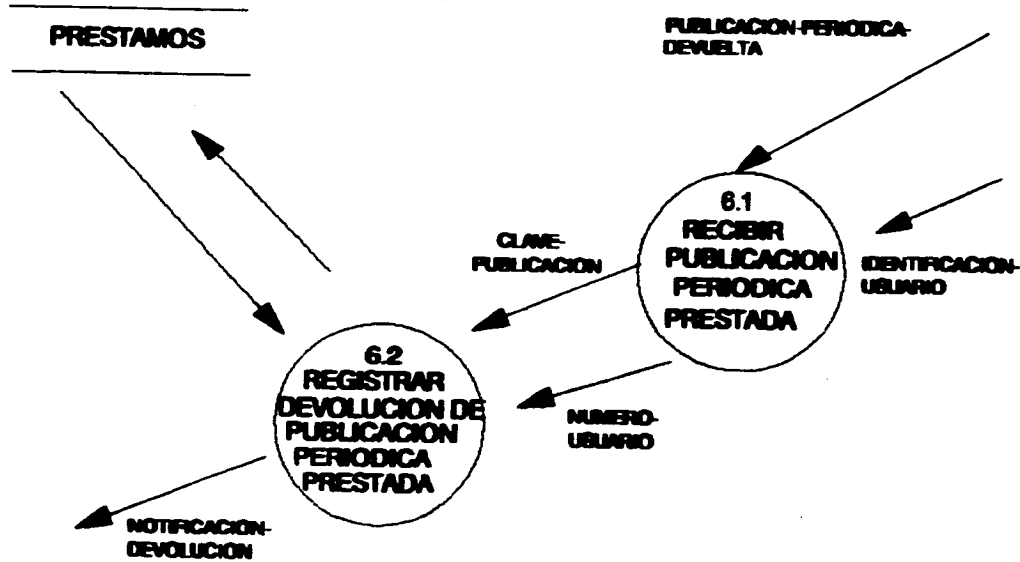 PRESTAMOS
PUBLICACION-PERIODICA-
DEVUELTA
6.1
RECIBIR
PUBLICACION
PERIODICA
PRESTADA
IDENTIFICACION-
USUARIO
CLAVE-
PUBLICACION
NUMERO-
USUARIO
6.2
REGISTRAR
DEVOLUCION DE
PUBLICACION
PERIODICA
PRESTADA
NOTIFICACION-
DEVOLUCION